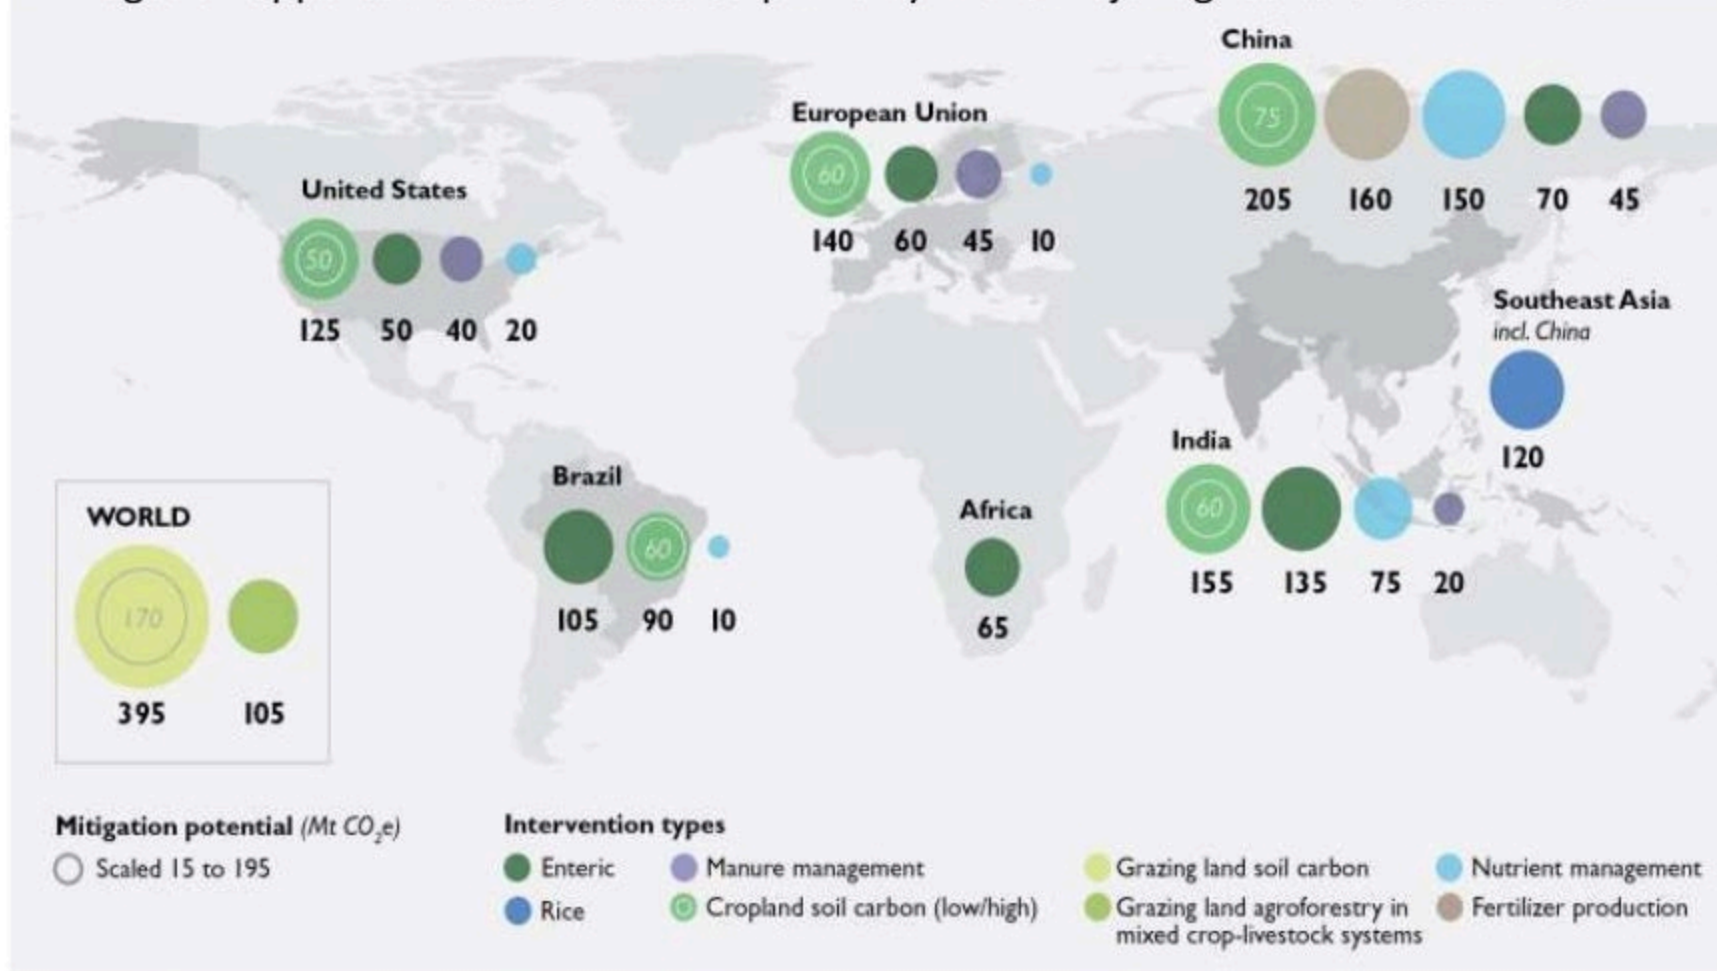 China
75
205 160 150 70 45
European Union
60
140 60 45 10
United States
50
125 50 40 20
Southeast Asia
incl. China
120
India
60
155 135 75 20
Brazil
60
105 90 10
Africa
65
WORLD
170
395 105
Mitigation potential (Mt CO₂e)
Scaled 15 to 195
Intervention types
Enteric
Rice
Manure management
Cropland soil carbon (low/high)
Grazing land soil carbon
Grazing land agroforestry in
mixed crop-livestock systems
Nutrient management
Fertilizer production